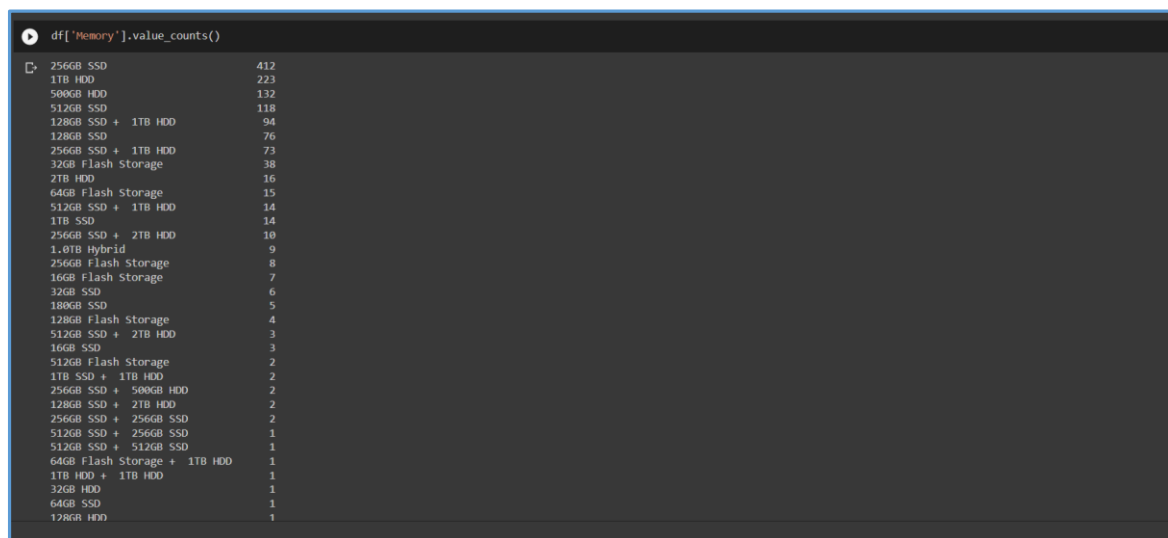 df['Memory'].value_counts()
256GB SSD 412
1TB HDD 223
500GB HDD 132
512GB SSD 118
128GB SSD +  1TB HDD 94
128GB SSD 76
256GB SSD +  1TB HDD 73
32GB Flash Storage 38
2TB HDD 16
64GB Flash Storage 15
512GB SSD +  1TB HDD 14
1TB SSD 14
256GB SSD +  2TB HDD 10
1.0TB Hybrid 9
256GB Flash Storage 8
16GB Flash Storage 7
32GB SSD 6
180GB SSD 5
128GB Flash Storage 4
512GB SSD +  2TB HDD 3
16GB SSD 3
512GB Flash Storage 2
1TB SSD +  1TB HDD 2
256GB SSD +  500GB HDD 2
128GB SSD +  2TB HDD 2
256GB SSD +  256GB SSD 2
512GB SSD +  256GB SSD 1
512GB SSD +  512GB SSD 1
64GB Flash Storage +  1TB HDD 1
1TB HDD +  1TB HDD 1
32GB HDD 1
64GB SSD 1
128GB HDD 1